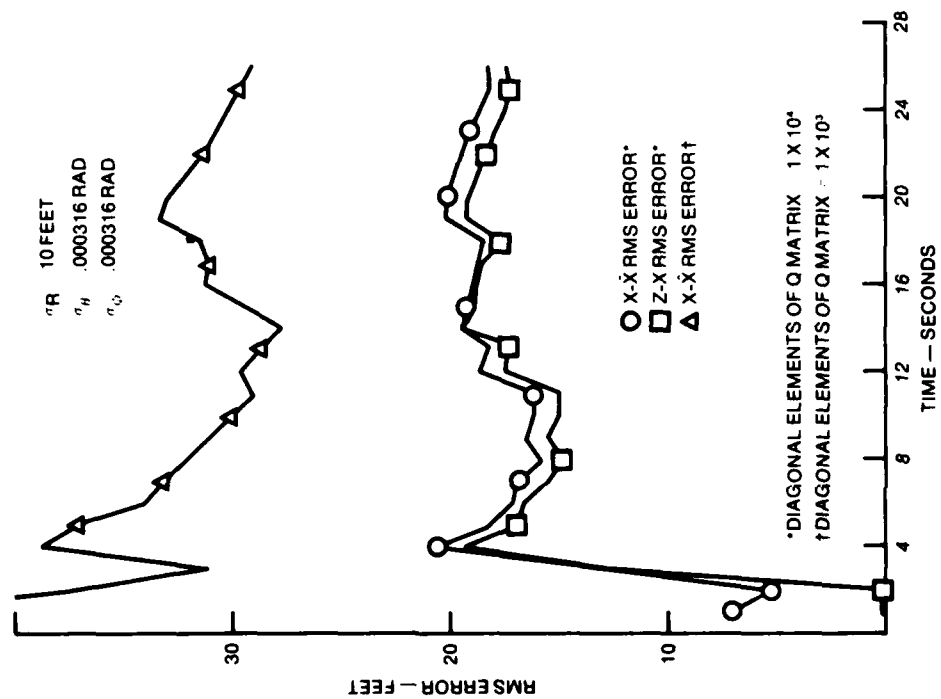 σR 10 FEET
σH .000316 RAD
σφ .000316 RAD
30
20
10
RMS ERROR – FEET
○ X-X̂ RMS ERROR*
□ Z-X RMS ERROR*
△ X-X̂ RMS ERROR†
*DIAGONAL ELEMENTS OF Q MATRIX 1 X 10⁴
†DIAGONAL ELEMENTS OF Q MATRIX - 1 X 10³
4 8 12 16 20 24 28
TIME — SECONDS